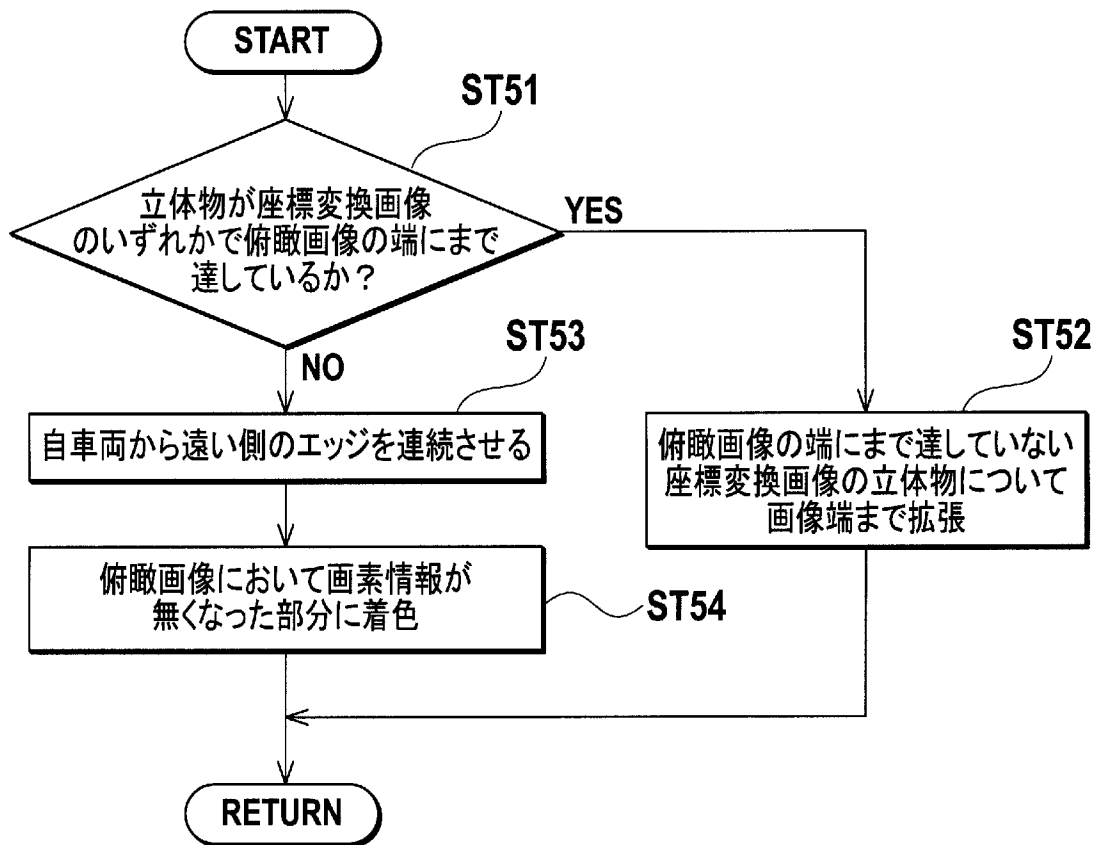 START
ST51
立体物が座標変換画像
のいずれかで俯瞰画像の端にまで
達しているか？
YES
NO
ST53
ST52
自車両から遠い側のエッジを連続させる
俯瞰画像の端にまで達していない
座標変換画像の立体物について
画像端まで拡張
俯瞰画像において画素情報が
無くなった部分に着色
ST54
RETURN